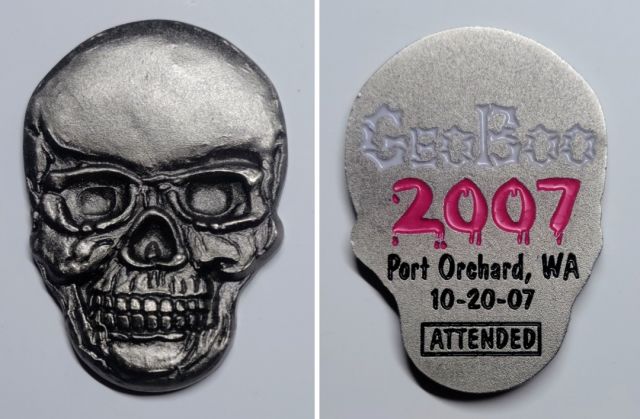 GeoBoo
2007
Port Orchard, WA
10-20-07
ATTENDED